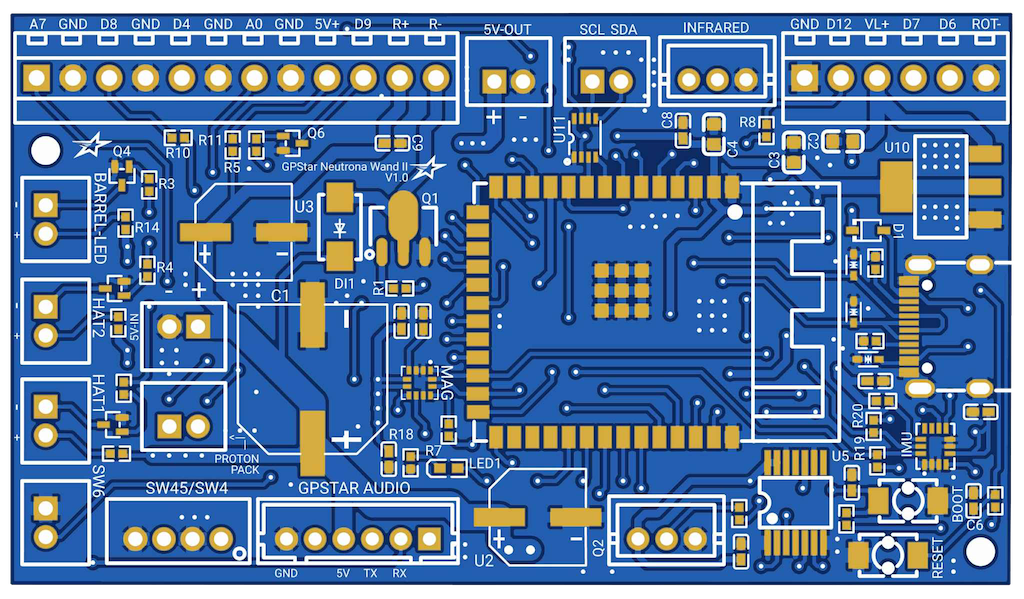 A7 GND D8 GND D4 GND A0 GND 5V+ D9 R+ R-
5V-OUT
SCL SDA
INFRARED
GND D12 VL+ D7 D6 ROT-
+ -
U11
C8
C4
R8
C3
C2
U10
R10
R11
R5
Q6
C9
GPStar Neutrona Wand II
V1.0
Q4
R3
R14
BARREL-LED
- +
U3
+ -
DI1
Q1
D1
R4
HAT2
- +
5V-IN
- +
C1
- +
R1
MAG
HAT1
- +
PROTON
PACK
R18
R7
LED1
R20
R19
IMU
U5
SW6
SW45/SW4
GPSTAR AUDIO
GND 5V TX RX
U2
+ -
Q2
BOOT
C6
RESET